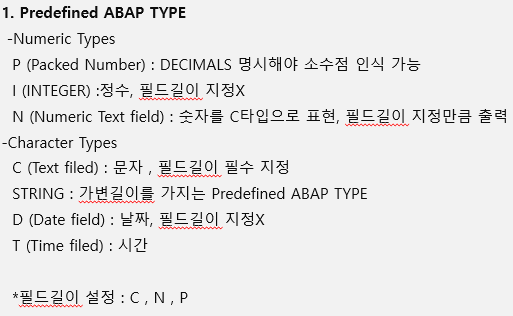 1. Predefined ABAP TYPE
-Numeric Types
P (Packed Number) : DECIMALS 명시해야 소수점 인식 가능
I (INTEGER) :정수, 필드길이 지정X
N (Numeric Text field) : 숫자를 C타입으로 표현, 필드길이 지정만큼 출력
-Character Types
C (Text filed) : 문자 , 필드길이 필수 지정
STRING : 가변길이를 가지는 Predefined ABAP TYPE
D (Date field) : 날짜, 필드길이 지정X
T (Time filed) : 시간
*필드길이 설정 : C , N , P